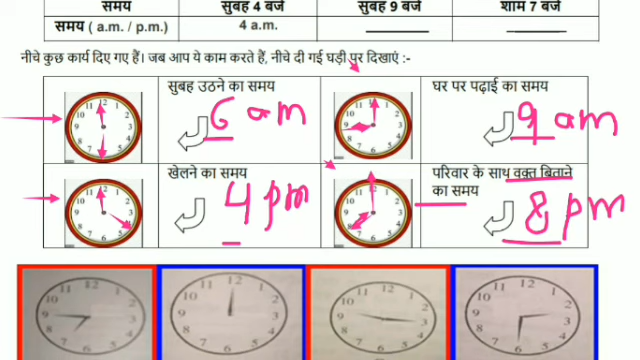 समय सुबह 4 बजे सुबह 9 बजे शाम 7 बजे
समय ( a.m. / p.m.) 4 a.m.
नीचे कुछ कार्य दिए गए हैं। जब आप ये काम करते हैं, नीचे दी गई घड़ी पर दिखाएं :-
सुबह उठने का समय
6 am
घर पर पढ़ाई का समय
9 am
खेलने का समय
4 pm
परिवार के साथ वक़्त बिताने
का समय
8 pm